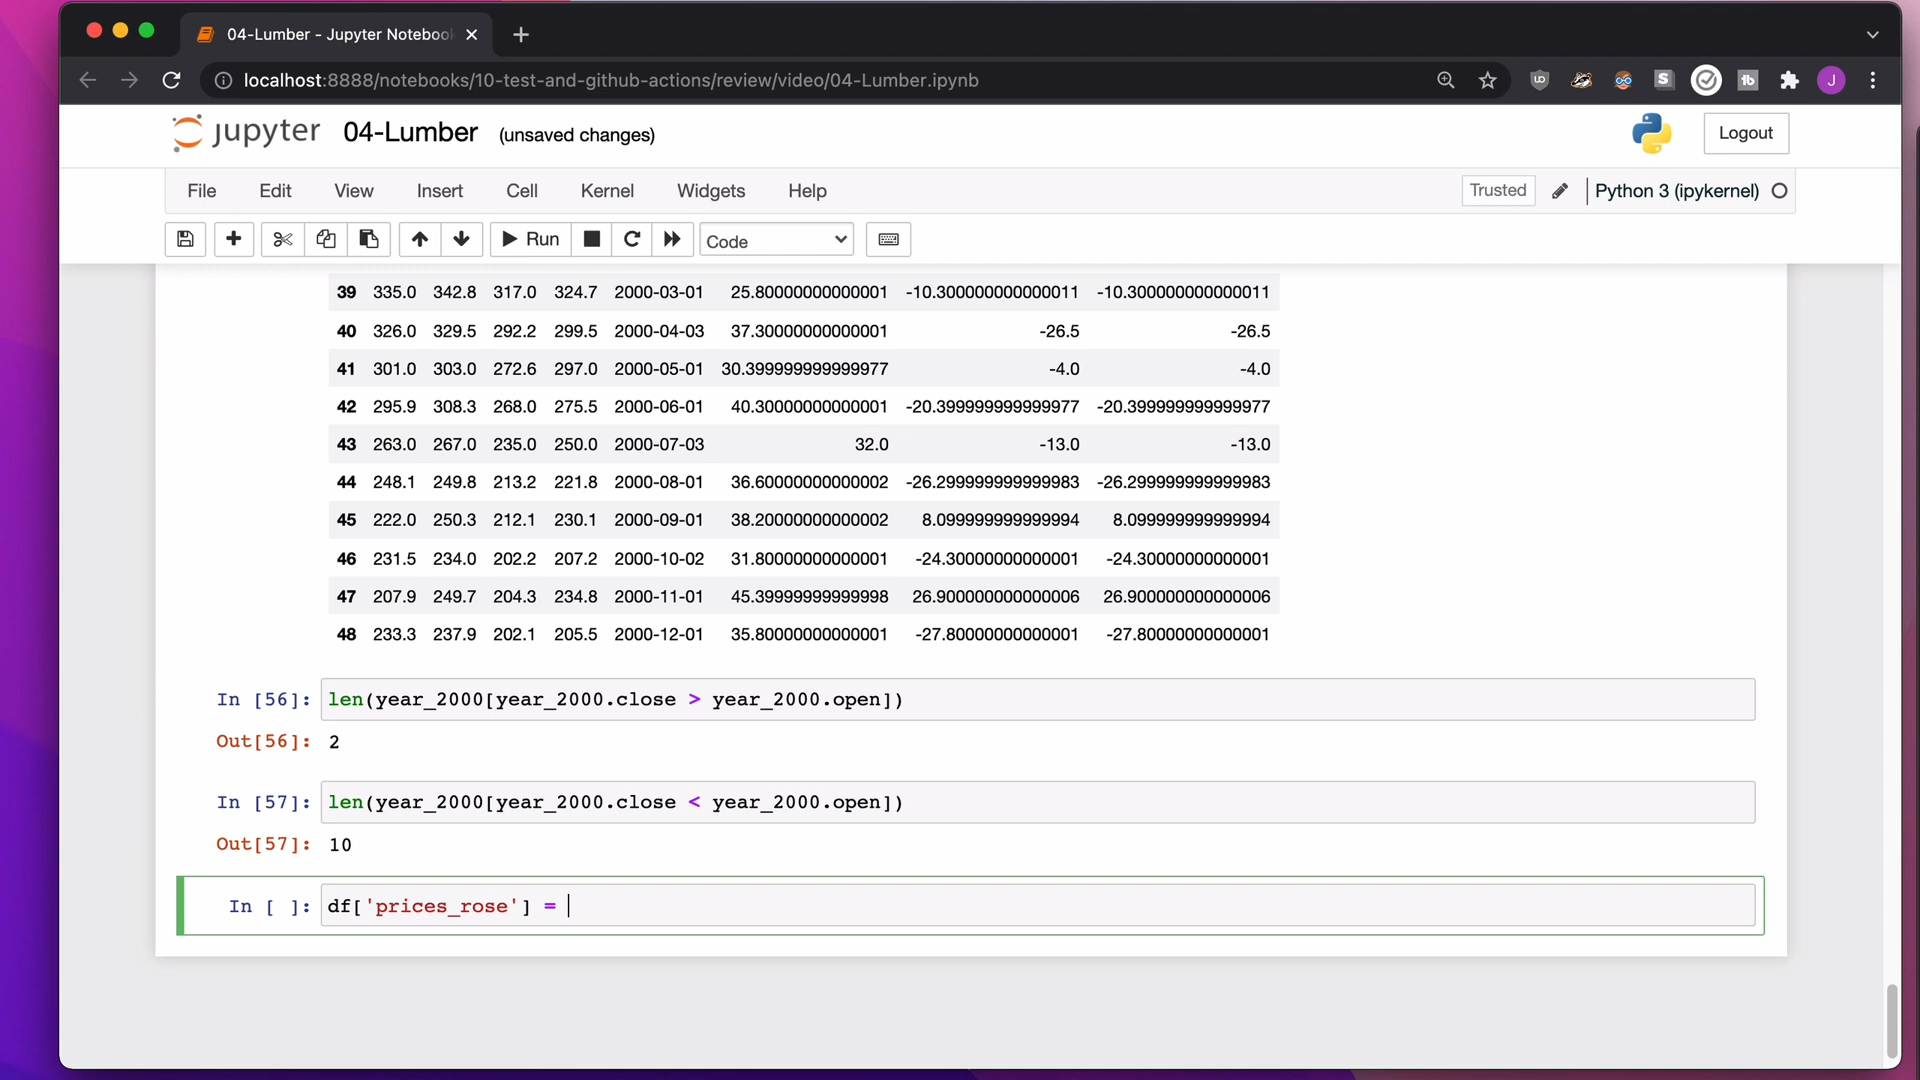 04-Lumber - Jupyter Noteboo
localhost:8888/notebooks/10-test-and-github-actions/review/video/04-Lumber.ipynb
jupyter 04-Lumber (unsaved changes)
Logout
File Edit View Insert Cell Kernel Widgets Help
Trusted
Python 3 (ipykernel)
Run
Code
39 335.0 342.8 317.0 324.7 2000-03-01 25.80000000000001 -10.300000000000011 -10.300000000000011
40 326.0 329.5 292.2 299.5 2000-04-03 37.30000000000001 -26.5 -26.5
41 301.0 303.0 272.6 297.0 2000-05-01 30.399999999999977 -4.0 -4.0
42 295.9 308.3 268.0 275.5 2000-06-01 40.30000000000001 -20.399999999999977 -20.399999999999977
43 263.0 267.0 235.0 250.0 2000-07-03 32.0 -13.0 -13.0
44 248.1 249.8 213.2 221.8 2000-08-01 36.60000000000002 -26.299999999999983 -26.299999999999983
45 222.0 250.3 212.1 230.1 2000-09-01 38.20000000000002 8.099999999999994 8.099999999999994
46 231.5 234.0 202.2 207.2 2000-10-02 31.80000000000001 -24.30000000000001 -24.30000000000001
47 207.9 249.7 204.3 234.8 2000-11-01 45.39999999999998 26.900000000000006 26.900000000000006
48 233.3 237.9 202.1 205.5 2000-12-01 35.80000000000001 -27.80000000000001 -27.80000000000001
In [56]: len(year_2000[year_2000.close > year_2000.open])
Out[56]: 2
In [57]: len(year_2000[year_2000.close < year_2000.open])
Out[57]: 10
In [ ]: df['prices_rose'] =